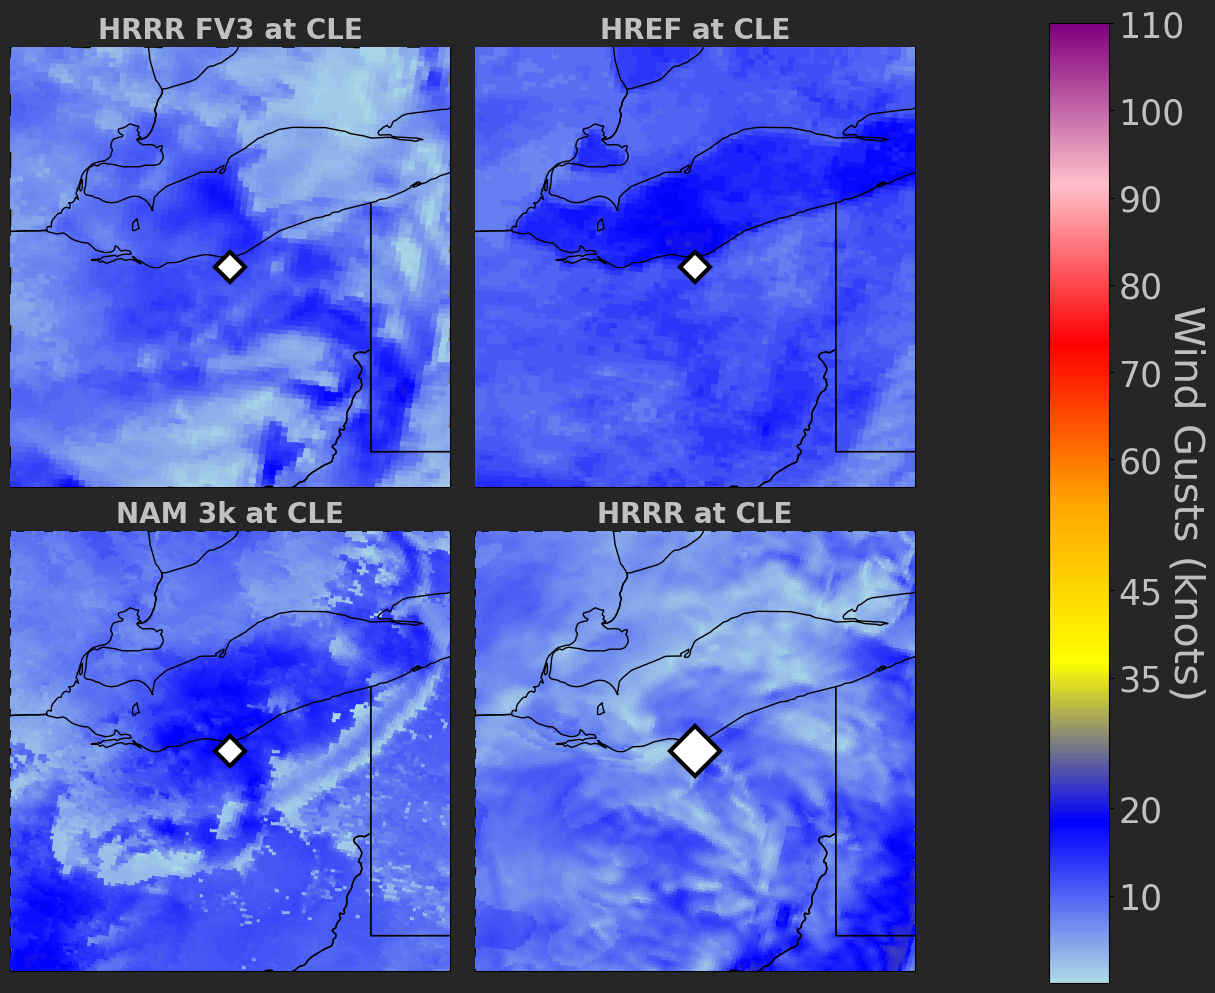 HRRR FV3 at CLE
HREF at CLE
NAM 3k at CLE
HRRR at CLE
110
100
90
80
70
60
45
35
20
10
Wind Gusts (knots)